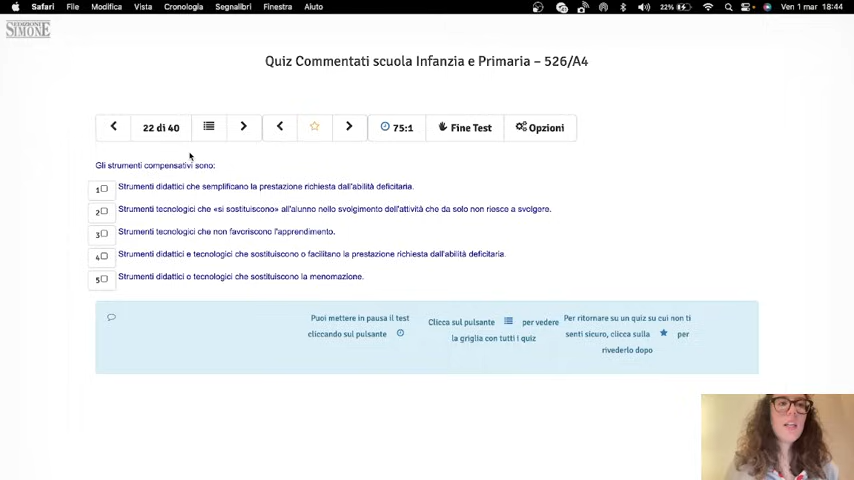 Safari File Modifica Vista Cronologia Segnalibri Finestra Aiuto 22% Ven 1 mar 18:44
EDIZIONI
SIMONE
Quiz Commentati scuola Infanzia e Primaria – 526/A4
22 di 40 75:1 Fine Test Opzioni
Gli strumenti compensativi sono:
1 Strumenti didattici che semplificano la prestazione richiesta dall'abilità deficitaria.
2 Strumenti tecnologici che «si sostituiscono» all'alunno nello svolgimento dell'attività che da solo non riesce a svolgere.
3 Strumenti tecnologici che non favoriscono l'apprendimento.
4 Strumenti didattici e tecnologici che sostituiscono o facilitano la prestazione richiesta dall'abilità deficitaria.
5 Strumenti didattici o tecnologici che sostituiscono la menomazione.
Puoi mettere in pausa il test
cliccando sul pulsante
Clicca sul pulsante per vedere
la griglia con tutti i quiz
Per ritornare su un quiz su cui non ti
senti sicuro, clicca sulla per
rivederlo dopo